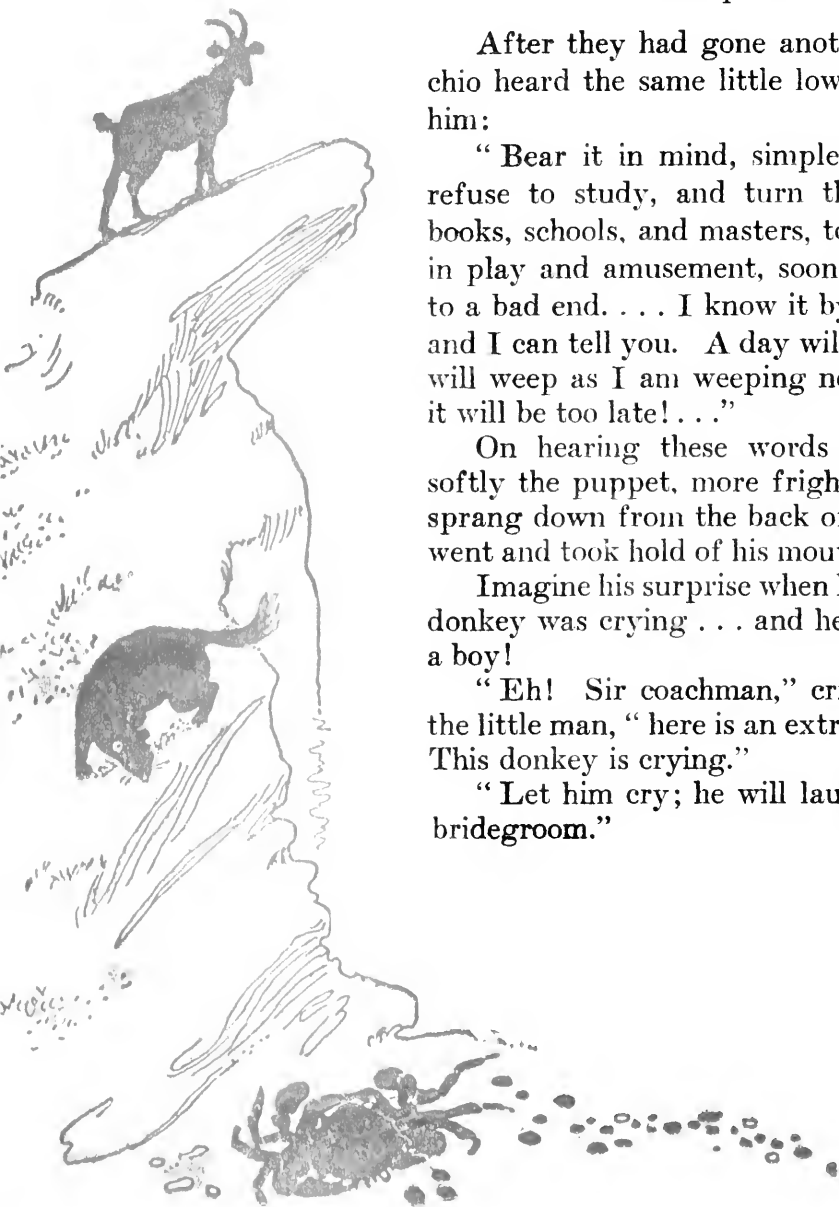 After they had gone anot
chio heard the same little low
him:
“ Bear it in mind, simple
refuse to study, and turn th
books, schools, and masters, to
in play and amusement, soon
to a bad end. . . . I know it by
and I can tell you. A day wil
will weep as I am weeping no
it will be too late! . . .”
On hearing these words
softly the puppet, more frigh
sprang down from the back o
went and took hold of his mou
Imagine his surprise when
donkey was crying . . . and he
a boy!
“ Eh! Sir coachman,” cr
the little man, “ here is an extr
This donkey is crying.”
“ Let him cry; he will lau
bridegroom.”